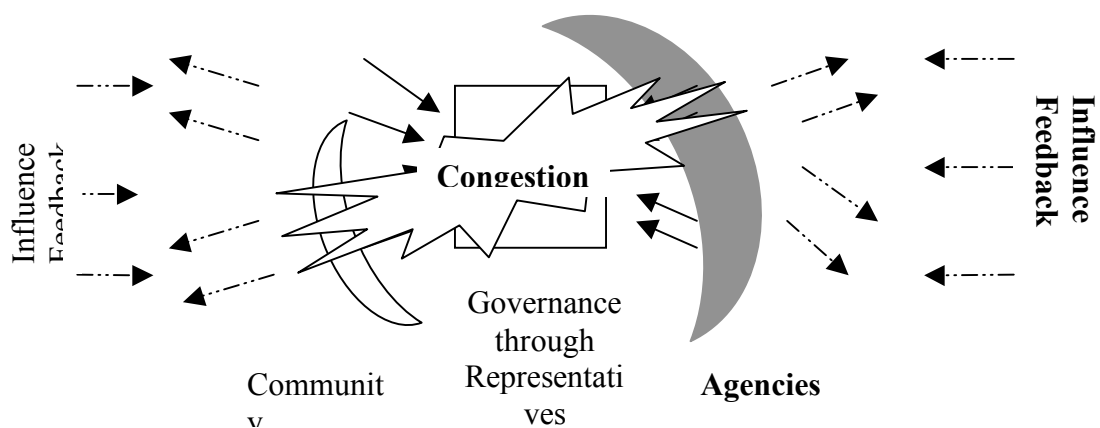 Influence
Feedback
Congestion
Governance
through
Representati
ves
Communit
y
Agencies
Influence
Feedback